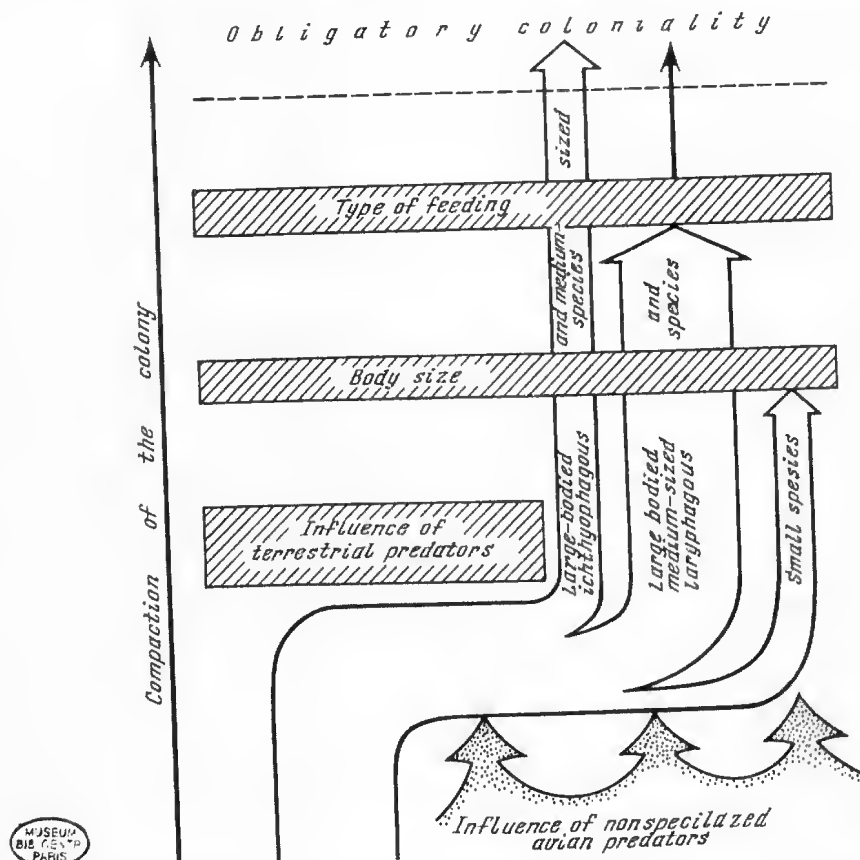 Obligatory coloniality
Compaction of the colony
sized
Type of feeding
and medium-
species
and
species
Body size
Large-bodied
ichthyophagous
Large bodied
medium-sized
laryphagous
Small spesies
Influence of
terrestrial predators
Influence of nonspecilazed
avian predators
MUSEUM
PARIS